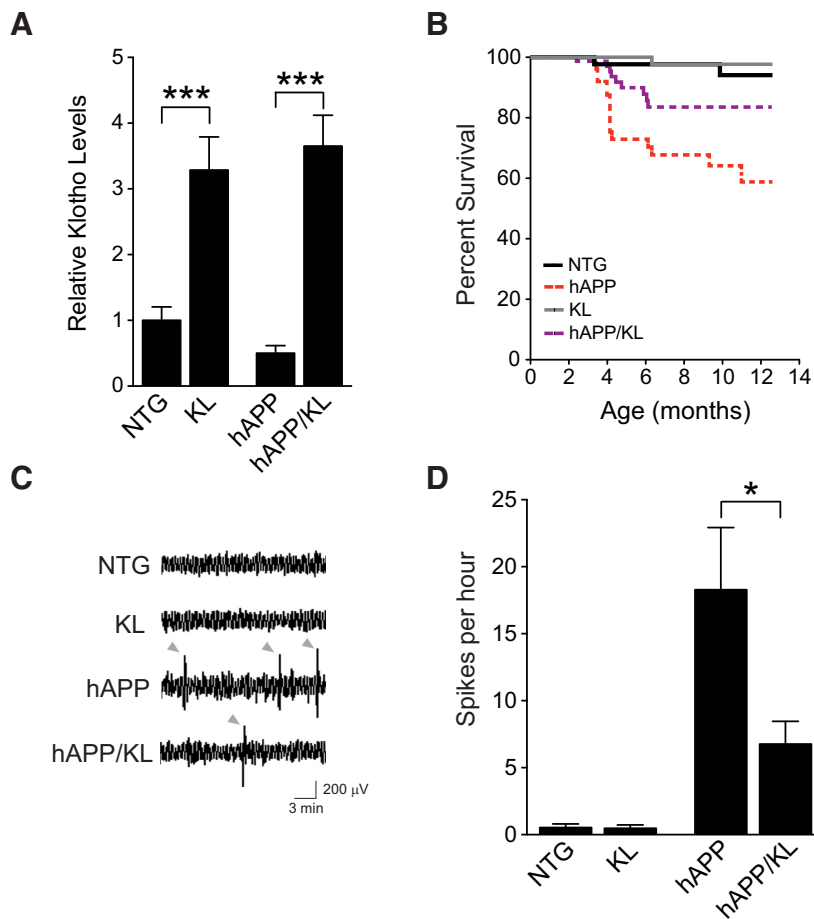 A
Relative Klotho Levels
5
4
3
2
1
0
***
***
NTG
KL
hAPP
hAPP/KL
B
Percent Survival
100
80
60
40
20
0
NTG
hAPP
KL
hAPP/KL
0 2 4 6 8 10 12 14
Age (months)
C
NTG
KL
hAPP
hAPP/KL
200 μV
3 min
D
Spikes per hour
25
20
15
10
5
0
*
NTG
KL
hAPP
hAPP/KL